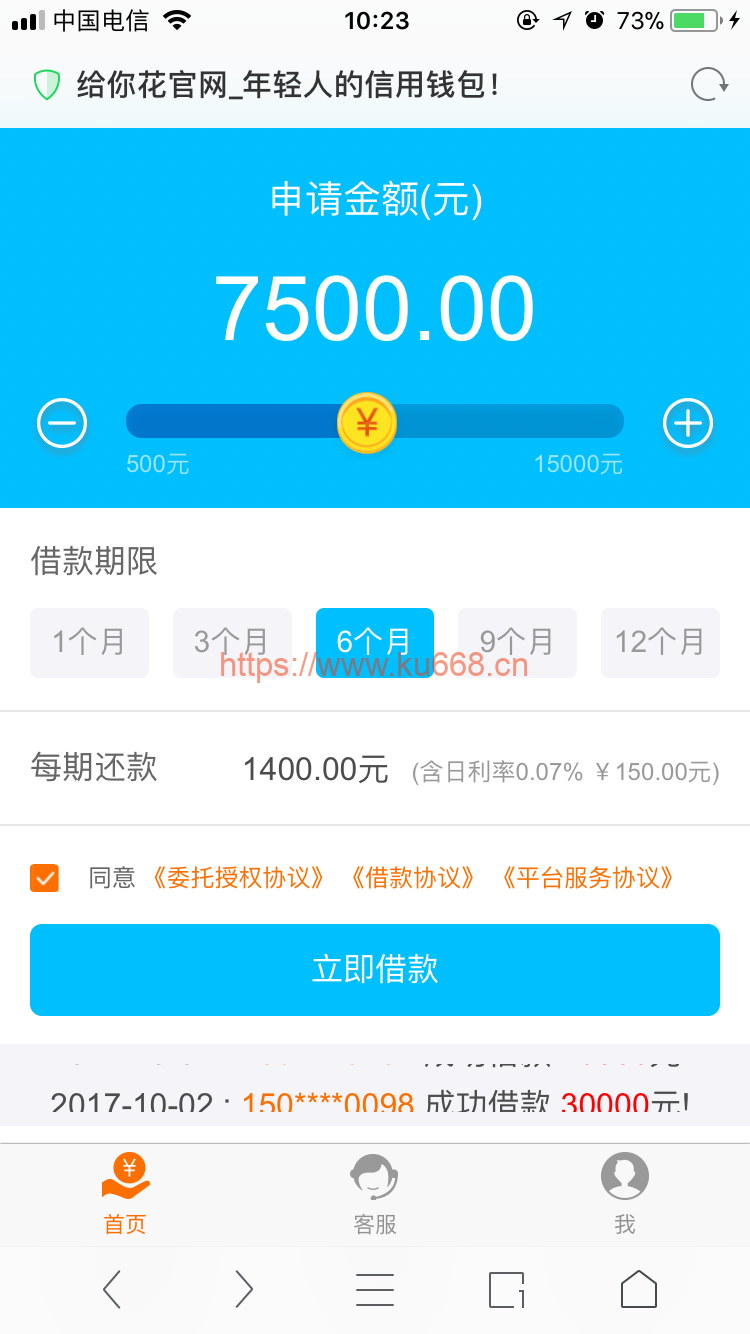 中国电信 10:23 73%
给你花官网_年轻人的信用钱包!
申请金额(元)
7500.00
¥
500元 15000元
借款期限
1个月 3个月 6个月 9个月 12个月
https://www.ku668.cn
每期还款 1400.00元 (含日利率0.07% ¥150.00元)
同意 《委托授权协议》 《借款协议》 《平台服务协议》
立即借款
2017-10-02 : 150****0098 成功借款 30000元!
¥
首页 客服 我
1